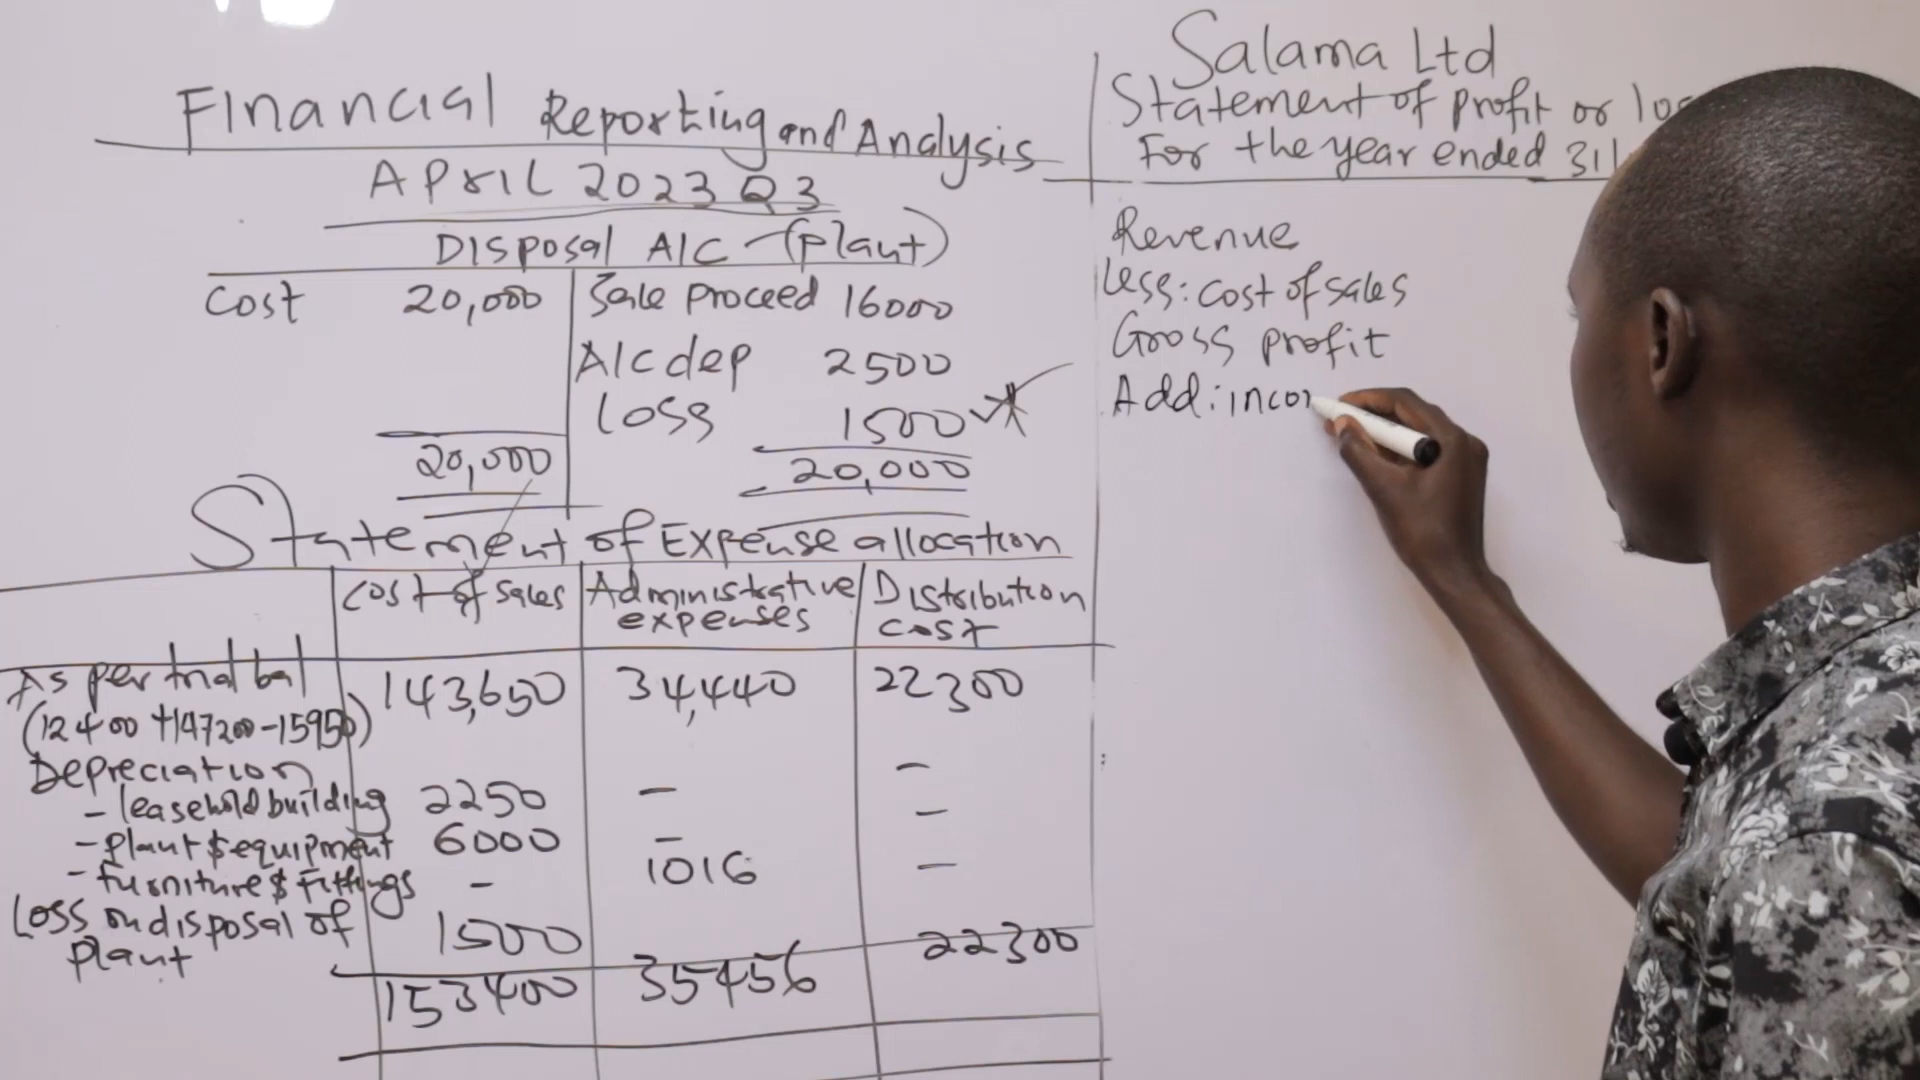 Financial Reporting and Analysis
APRIL 2023 Q3
Disposal A/C - (plant)
Cost 20,000 Sale Proceed 16000
A/C dep 2500
Loss 1500
20,000 20,000
Statement of Expense allocation
Cost of Sales Administrative expenses Distribution cost
As per trial bal 143,650 34,440 22300
(12400 + 147200 - 15950)
Depreciation -
- leasehold building 2250 - -
- plant & equipment 6000 - -
- furniture & Fittings - 1016
Loss on disposal of plant 1500
153400 35456 22300
Salama Ltd
Statement of profit or
For the year ended 31
Revenue
Less: Cost of sales
Gross profit
Add: incom